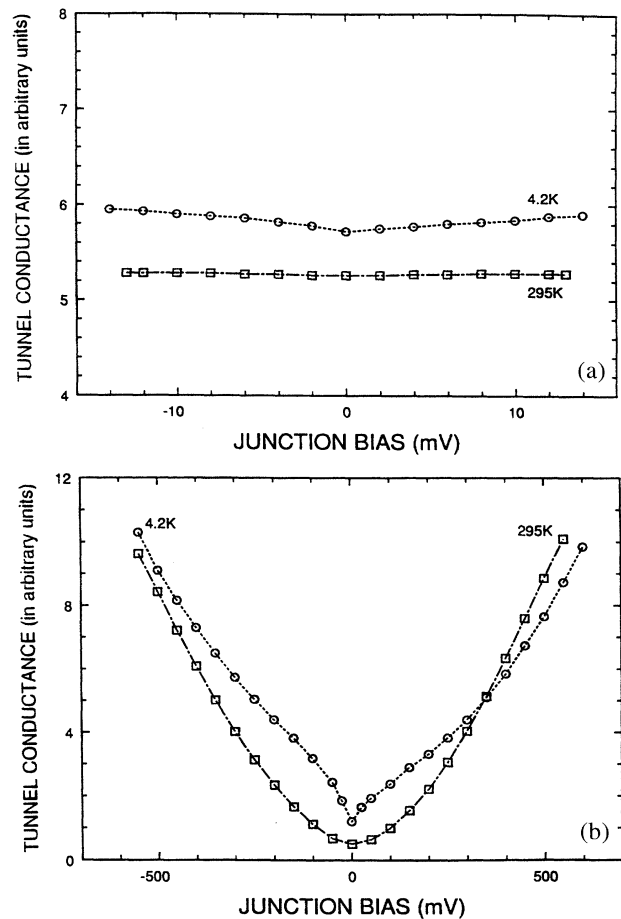 TUNNEL CONDUCTANCE (in arbitrary units)
8
7
6
5
4
4.2K
295K
(a)
-10
0
10
JUNCTION BIAS (mV)
TUNNEL CONDUCTANCE (in arbitrary units)
12
8
4
0
4.2K
295K
(b)
-500
0
500
JUNCTION BIAS (mV)